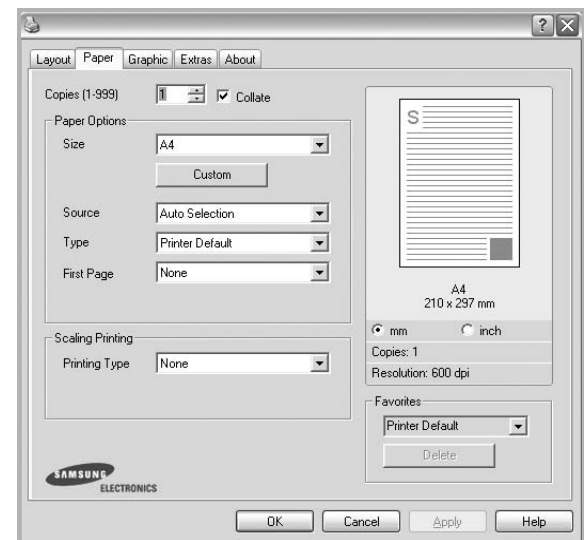 Layout Paper Graphic Extras About
Copies (1-999) 1 Collate
Paper Options
Size A4
Custom
Source Auto Selection
Type Printer Default
First Page None
Scaling Printing
Printing Type None
S
A4
210 x 297 mm
mm inch
Copies: 1
Resolution: 600 dpi
Favorites
Printer Default
Delete
SAMSUNG
ELECTRONICS
OK Cancel Apply Help